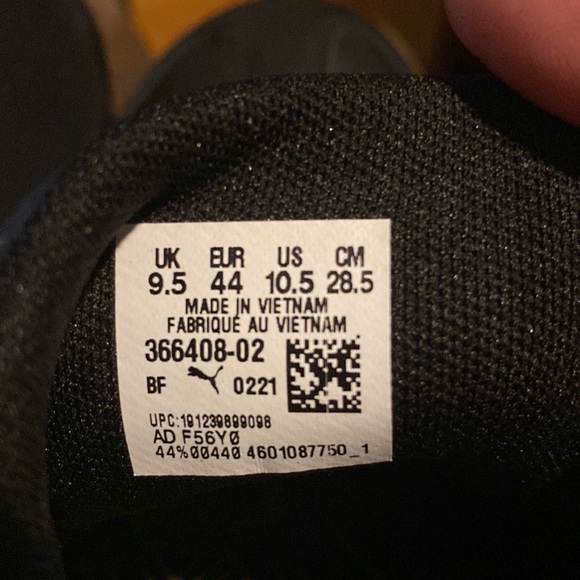 UK EUR US CM
9.5 44 10.5 28.5
MADE IN VIETNAM
FABRIQUÉ AU VIETNAM
366408-02
BF 0221
UPC:191239899098
AD F56Y0
44%00440 4601087750_1